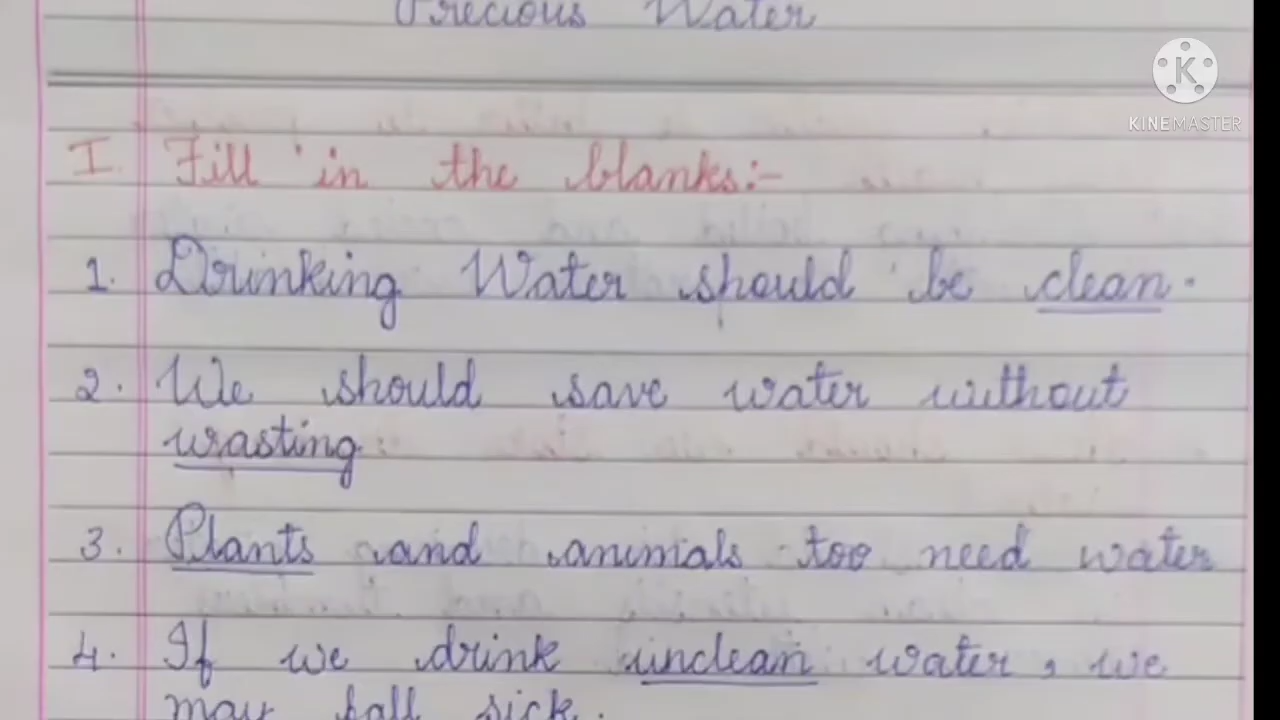 Precious Water
KINEMASTER
I. Fill in the blanks:-
1. Drinking Water should be clean.
2. We should save water without
wasting.
3. Plants and animals too need water
4. If we drink unclean water, we
may fall sick.